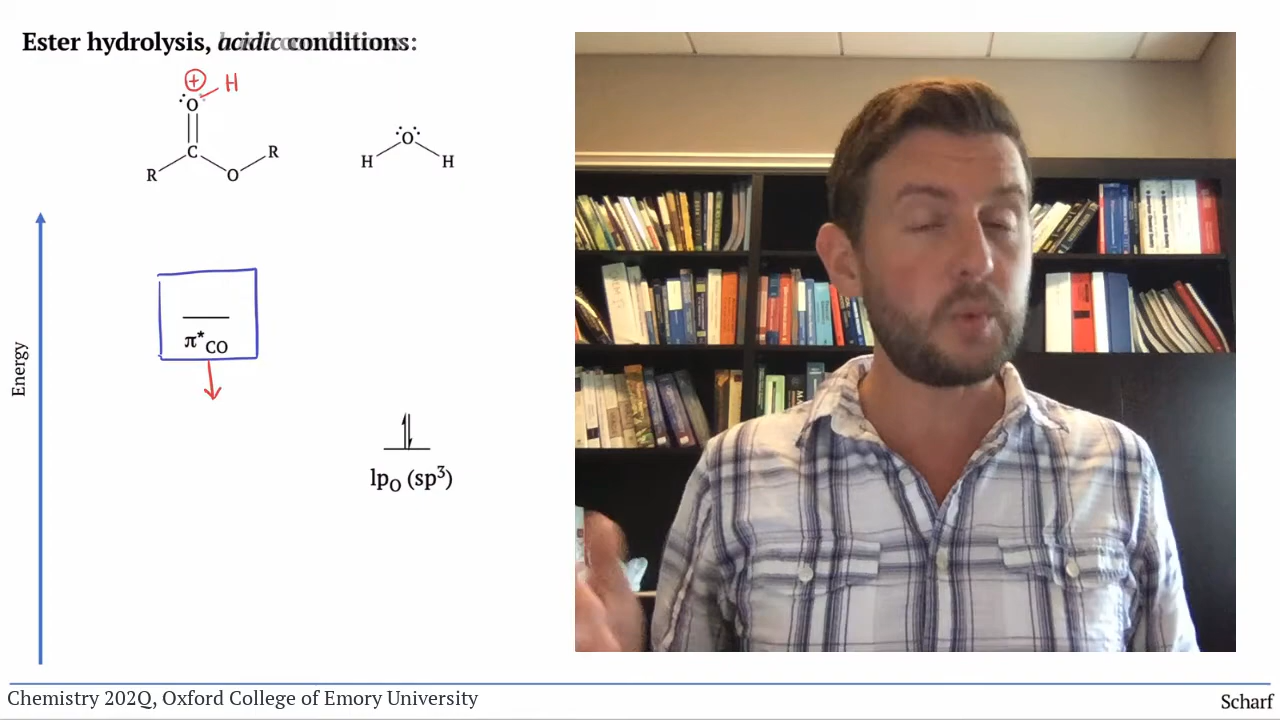 Ester hydrolysis, acidic conditions:
⊕ H
:O
C
R O R
:O:
H H
Energy
π*CO
lpO (sp³)
Chemistry 202Q, Oxford College of Emory University
Scharf